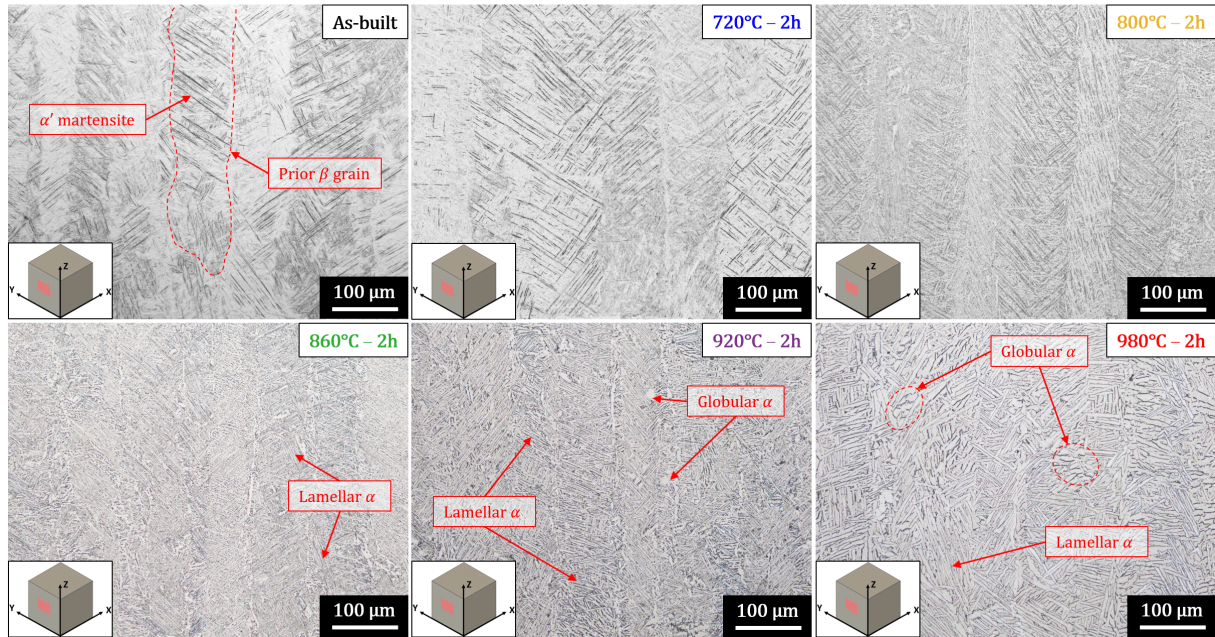 As-built
α′ martensite
Prior β grain
Z
Y
X
100 μm
720°C – 2h
Z
Y
X
100 μm
800°C – 2h
Z
Y
X
100 μm
860°C – 2h
Lamellar α
Z
Y
X
100 μm
920°C – 2h
Globular α
Lamellar α
Z
Y
X
100 μm
980°C – 2h
Globular α
Lamellar α
Z
Y
X
100 μm